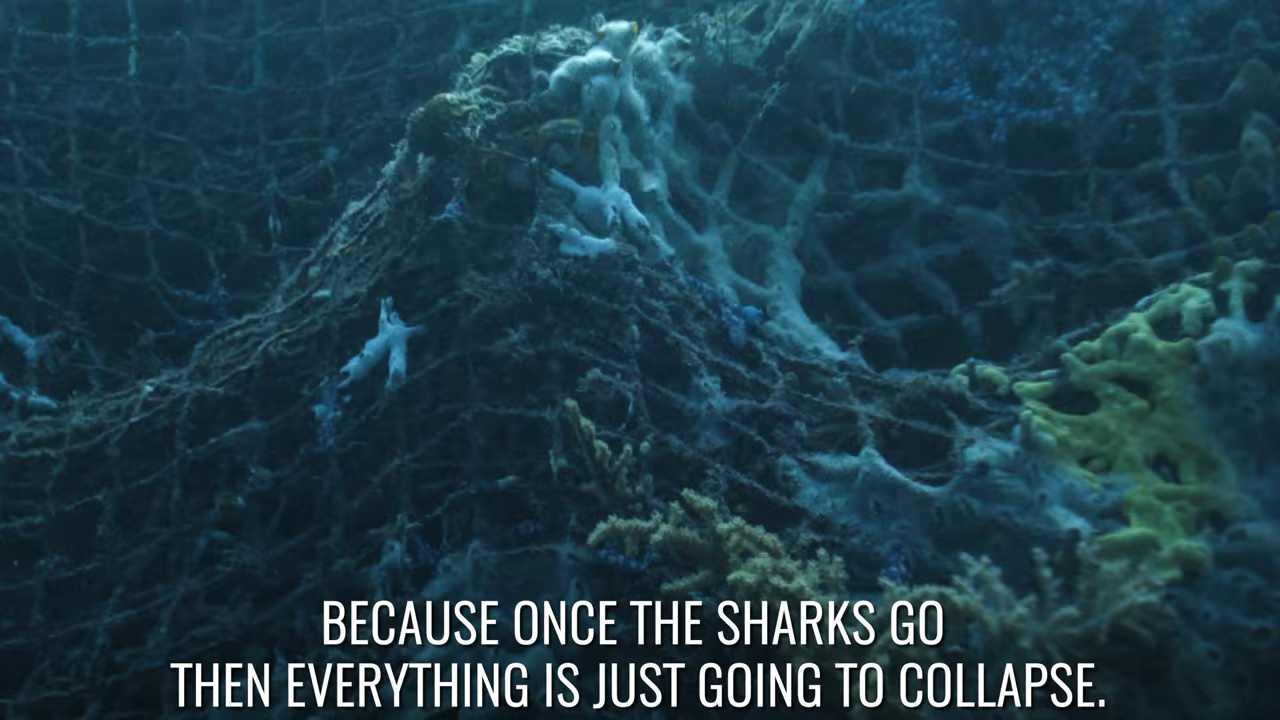 BECAUSE ONCE THE SHARKS GO
THEN EVERYTHING IS JUST GOING TO COLLAPSE.